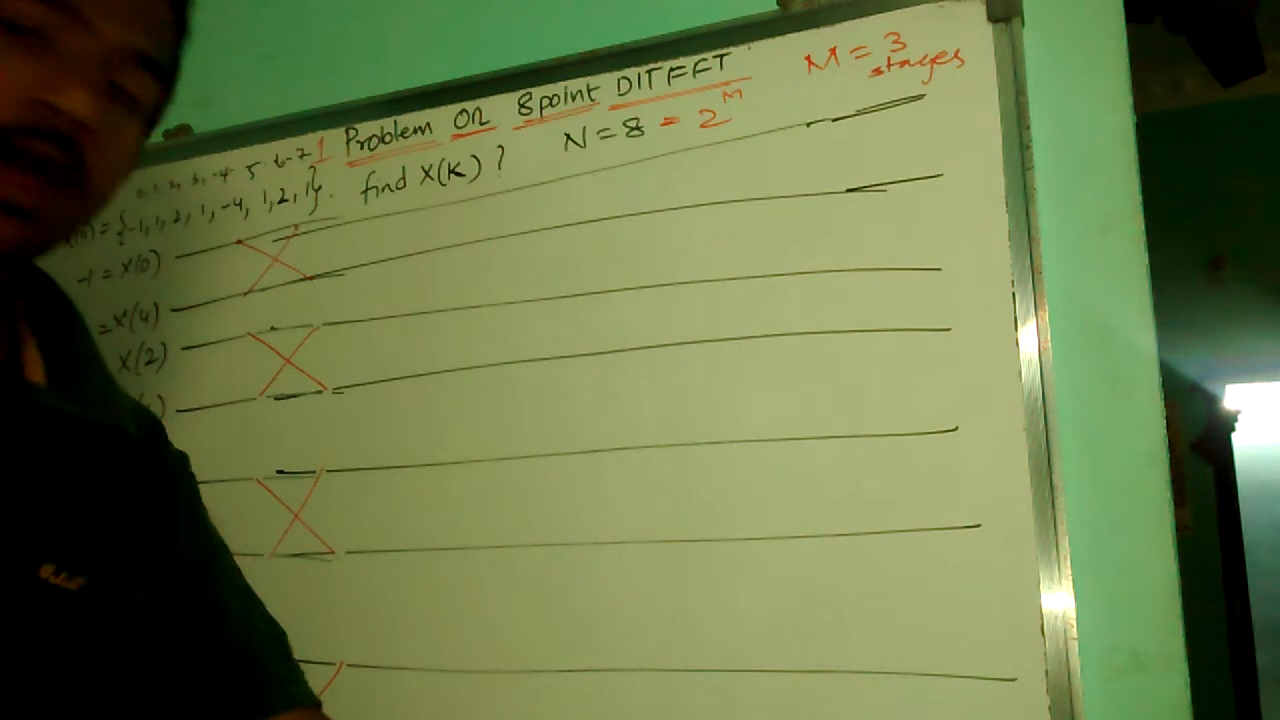 1 Problem on 8point DITFFT
M = 3 stages
N = 8 = 2^M
0, 1, 2, 3, -4 5 6-7
= {-1, 1, 2, 1, -4, 1, 2, 1}. find X(K) ?
-1 = x(0)
= x(4)
x(2)